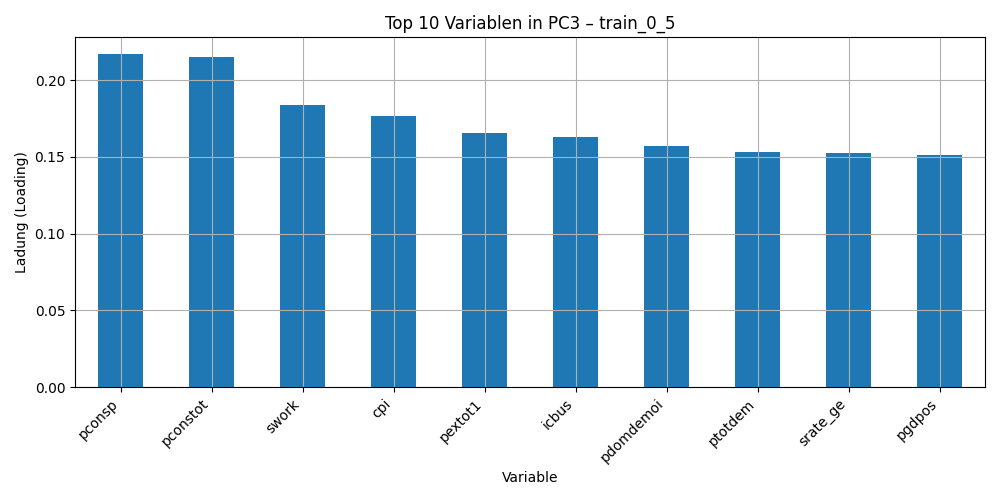 Top 10 Variablen in PC3 – train_0_5
Ladung (Loading)
0.20
0.15
0.10
0.05
0.00
pconsp
pconstot
swork
cpi
pextot1
icbus
pdomdemoi
ptotdem
srate_ge
pgdpos
Variable